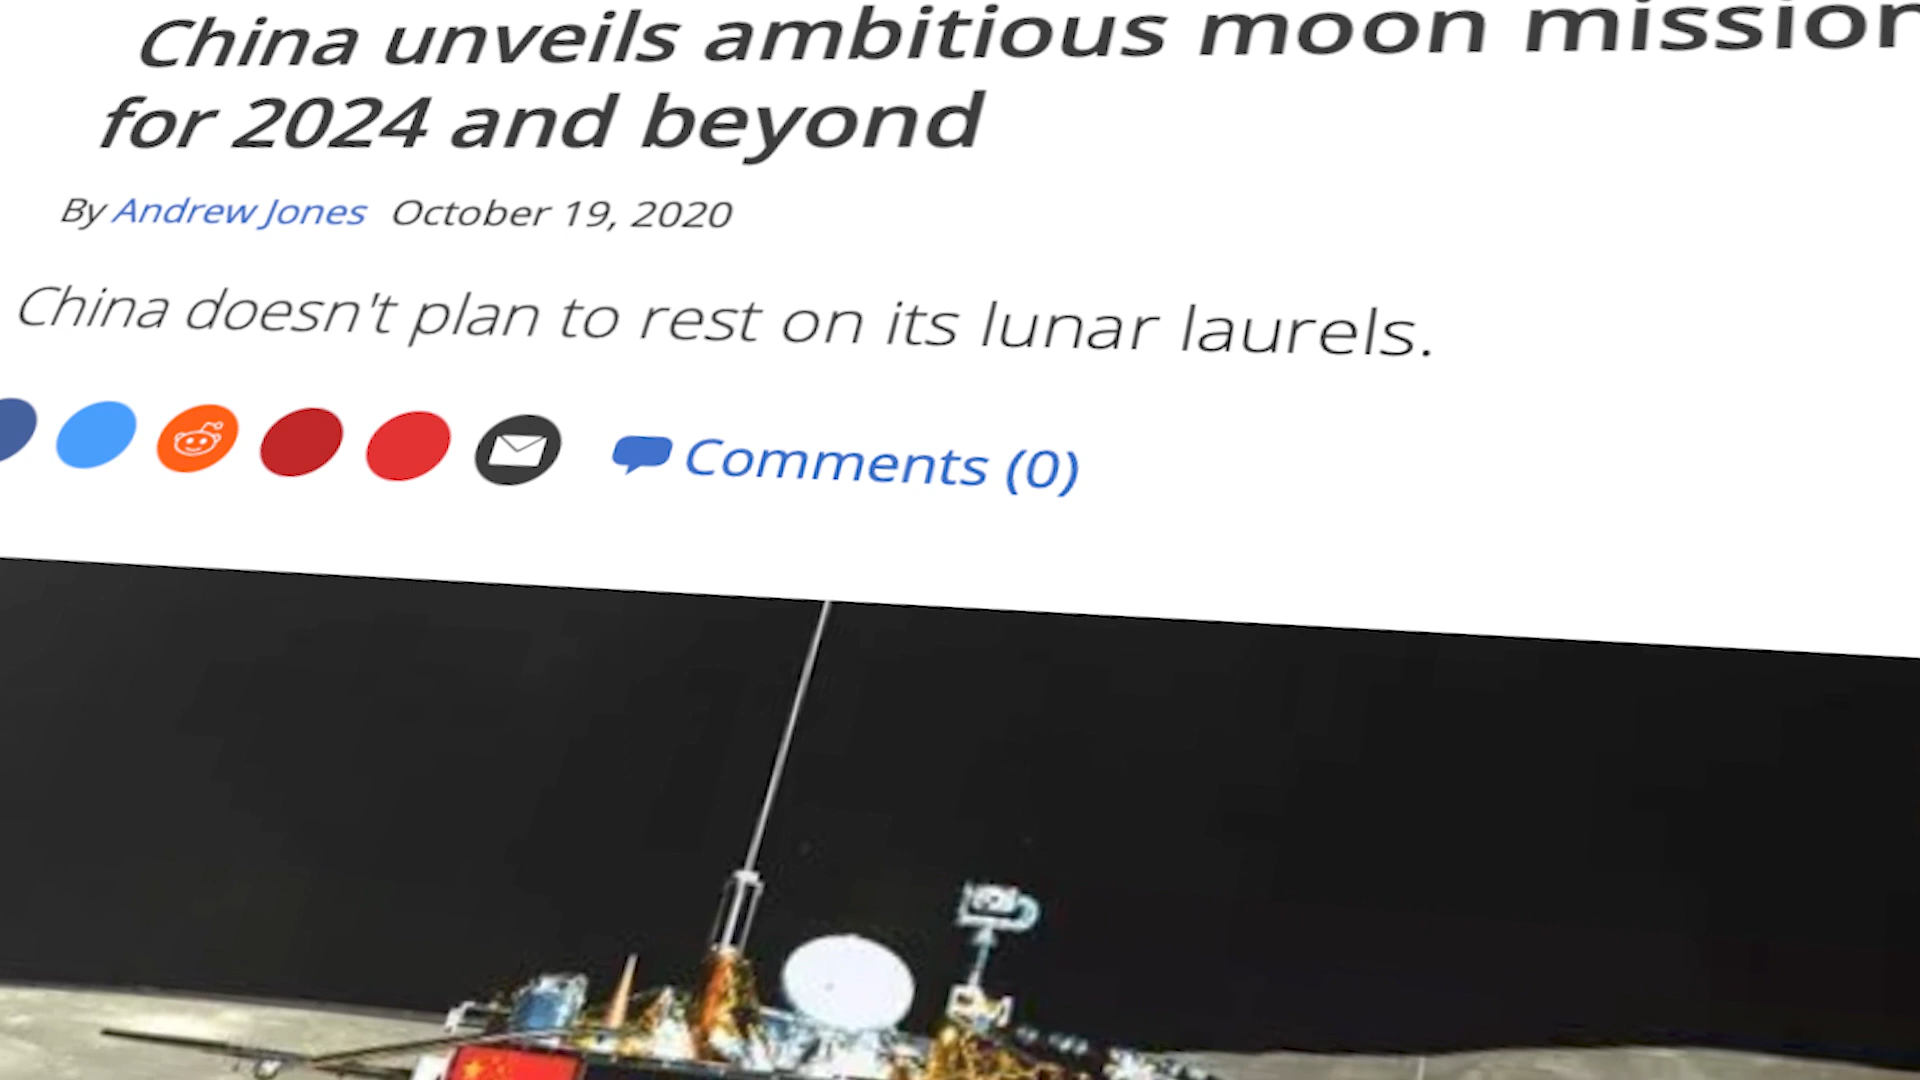 China unveils ambitious moon mission
for 2024 and beyond
By Andrew Jones October 19, 2020
China doesn't plan to rest on its lunar laurels.
Comments (0)